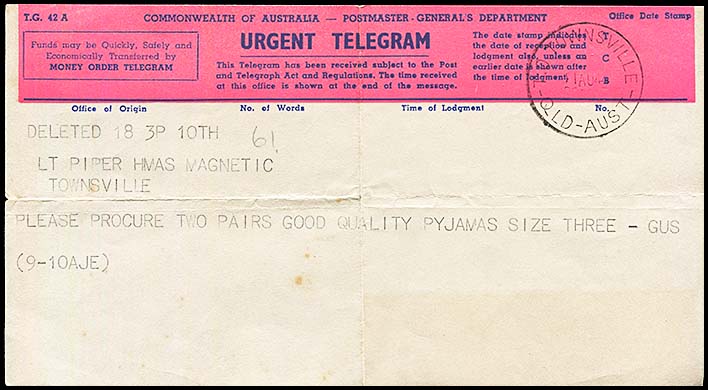 T.G. 42 A COMMONWEALTH OF AUSTRALIA — POSTMASTER-GENERAL'S DEPARTMENT Office Date Stamp
Funds may be Quickly, Safely and
Economically Transferred by
MONEY ORDER TELEGRAM
URGENT TELEGRAM
This Telegram has been received subject to the Post
and Telegraph Act and Regulations. The time received
at this office is shown at the end of the message.
The date stamp indicates
the date of reception and
lodgment also, unless an
earlier date is shown after
the time of lodgment.
T
C
B
TOWNSVILLE
QLD-AUST
Office of Origin No. of Words Time of Lodgment No.
DELETED 18 3P 10TH 61
LT PIPER HMAS MAGNETIC
TOWNSVILLE
PLEASE PROCURE TWO PAIRS GOOD QUALITY PYJAMAS SIZE THREE - GUS
(9-10AJE)